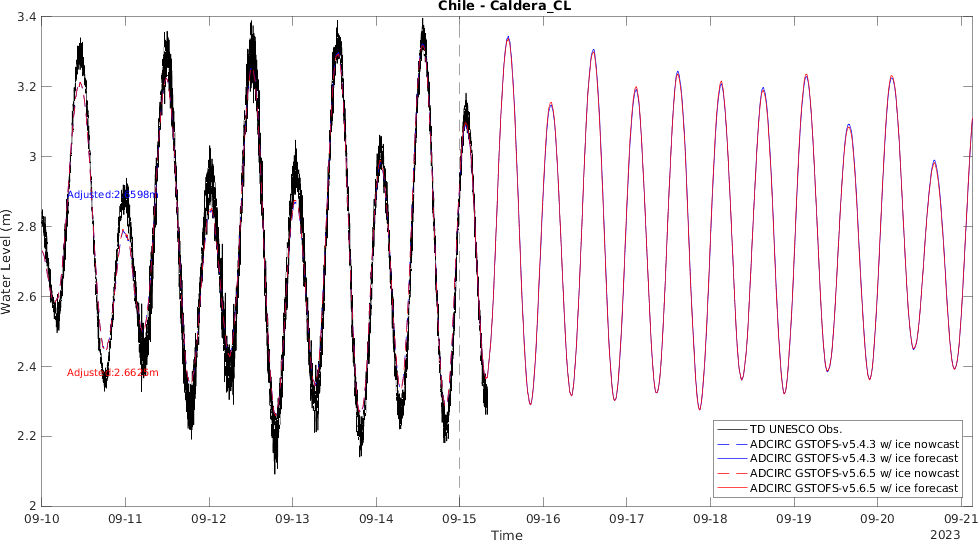 Chile - Caldera_CL
3.4
3.2
3
2.8
2.6
2.4
2.2
2
Water Level (m)
Adjusted:2.6598m
Adjusted:2.6625m
TD UNESCO Obs.
ADCIRC GSTOFS-v5.4.3 w/ ice nowcast
ADCIRC GSTOFS-v5.4.3 w/ ice forecast
ADCIRC GSTOFS-v5.6.5 w/ ice nowcast
ADCIRC GSTOFS-v5.6.5 w/ ice forecast
09-10 09-11 09-12 09-13 09-14 09-15 09-16 09-17 09-18 09-19 09-20 09-21
Time
2023